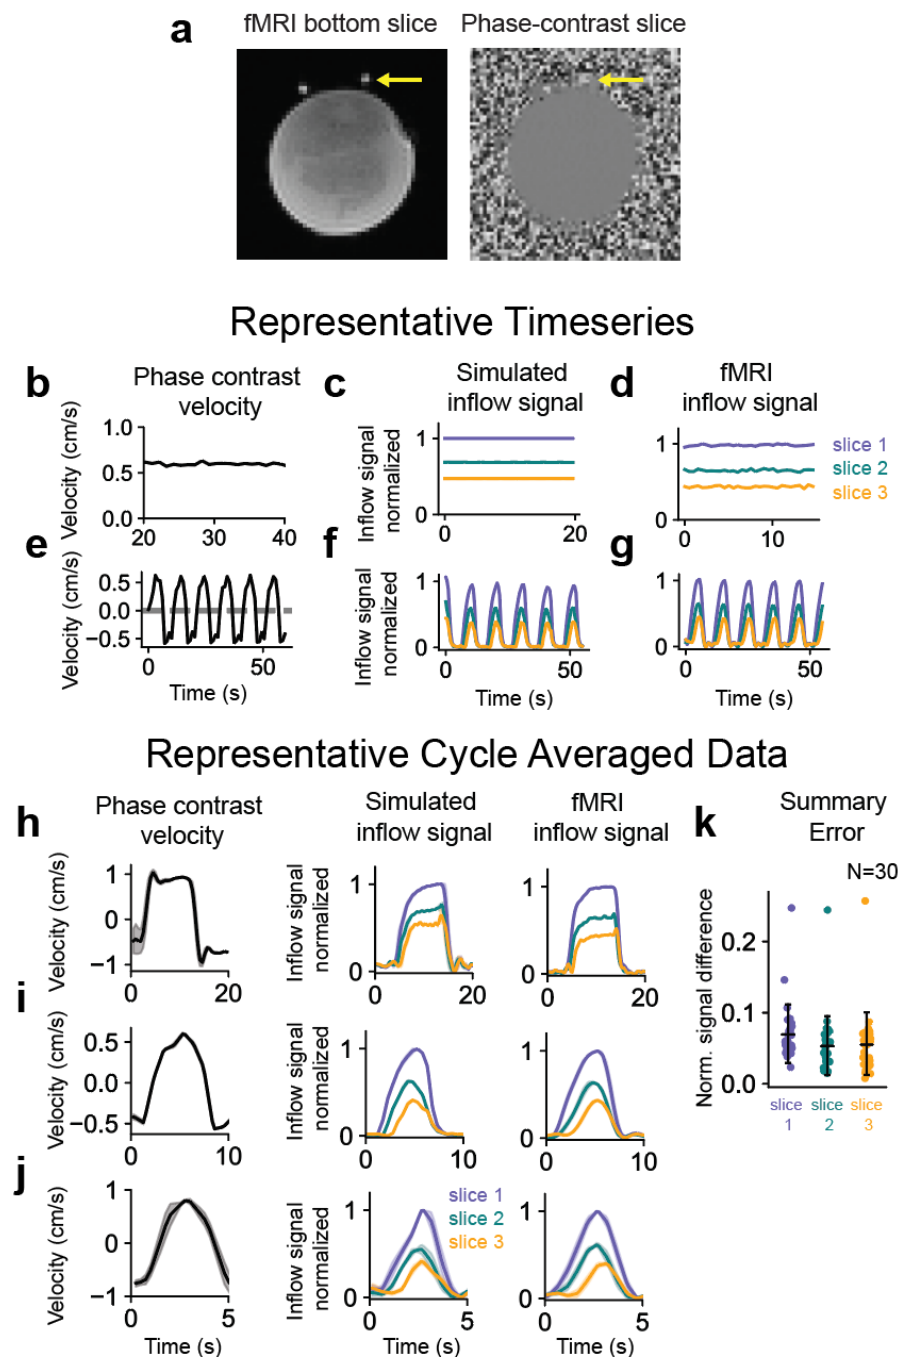 a
fMRI bottom slice
Phase-contrast slice
Representative Timeseries
b
Phase contrast
velocity
Velocity (cm/s)
1.0
0.5
0.0
20
30
40
c
Simulated
inflow signal
Inflow signal
normalized
1
0
0
20
d
fMRI
inflow signal
1
0
0
10
slice 1
slice 2
slice 3
e
Velocity (cm/s)
0.5
0.0
−0.5
0
50
Time (s)
f
Inflow signal
normalized
1
0
0
50
Time (s)
g
1
0
0
50
Time (s)
Representative Cycle Averaged Data
h
Phase contrast
velocity
Velocity (cm/s)
1
0
−1
0
20
Simulated
inflow signal
Inflow signal
normalized
1
0
0
20
fMRI
inflow signal
1
0
0
20
k
Summary
Error
N=30
Norm. signal difference
0.2
0.1
0.0
slice
1
slice
2
slice
3
i
Velocity (cm/s)
0.5
0.0
−0.5
0
10
Inflow signal
normalized
1
0
0
10
1
0
0
10
j
Velocity (cm/s)
1
0
−1
0
5
Time (s)
Inflow signal
normalized
1
0
0
5
Time (s)
slice 1
slice 2
slice 3
1
0
0
5
Time (s)